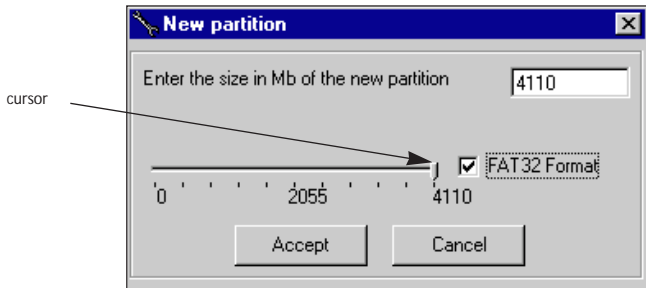 New partition
Enter the size in Mb of the new partition 4110
cursor
FAT32 Format
0 2055 4110
Accept Cancel